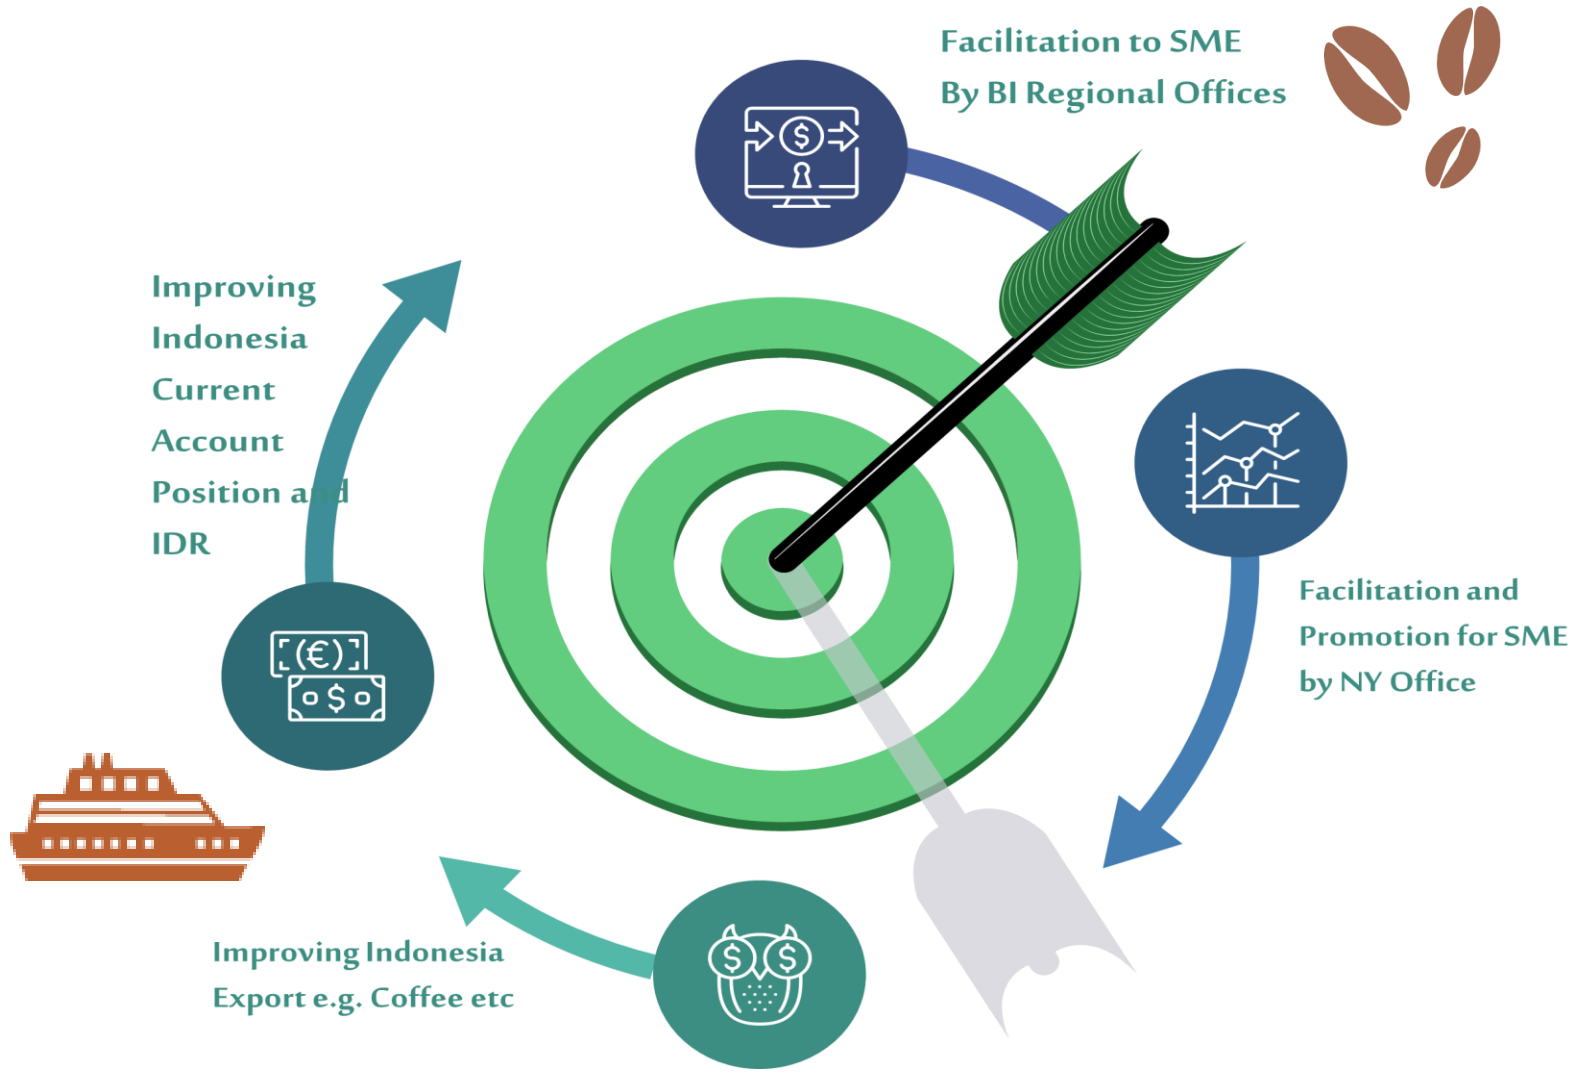 Facilitation to SME
By BI Regional Offices
Facilitation and
Promotion for SME
by NY Office
Improving Indonesia
Export e.g. Coffee etc
Improving
Indonesia
Current
Account
Position and
IDR